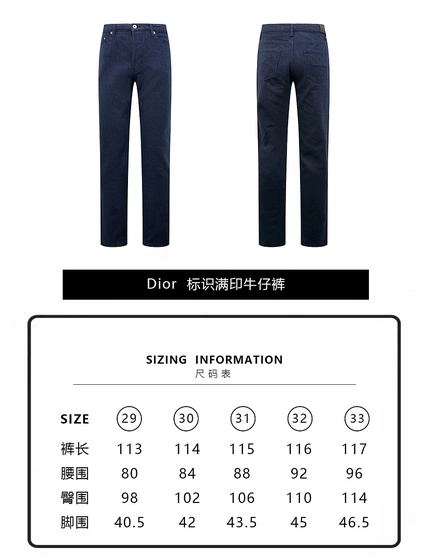 Dior 标识满印牛仔裤
SIZING INFORMATION
尺码表
SIZE 29 30 31 32 33
裤长 113 114 115 116 117
腰围 80 84 88 92 96
臀围 98 102 106 110 114
脚围 40.5 42 43.5 45 46.5